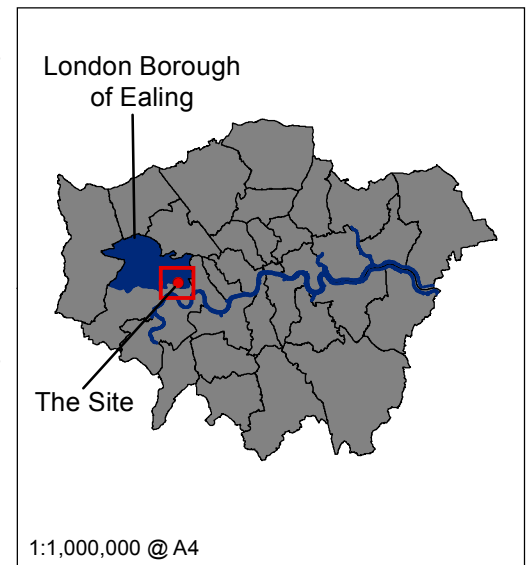 London Borough
of Ealing
The Site
1:1,000,000 @ A4